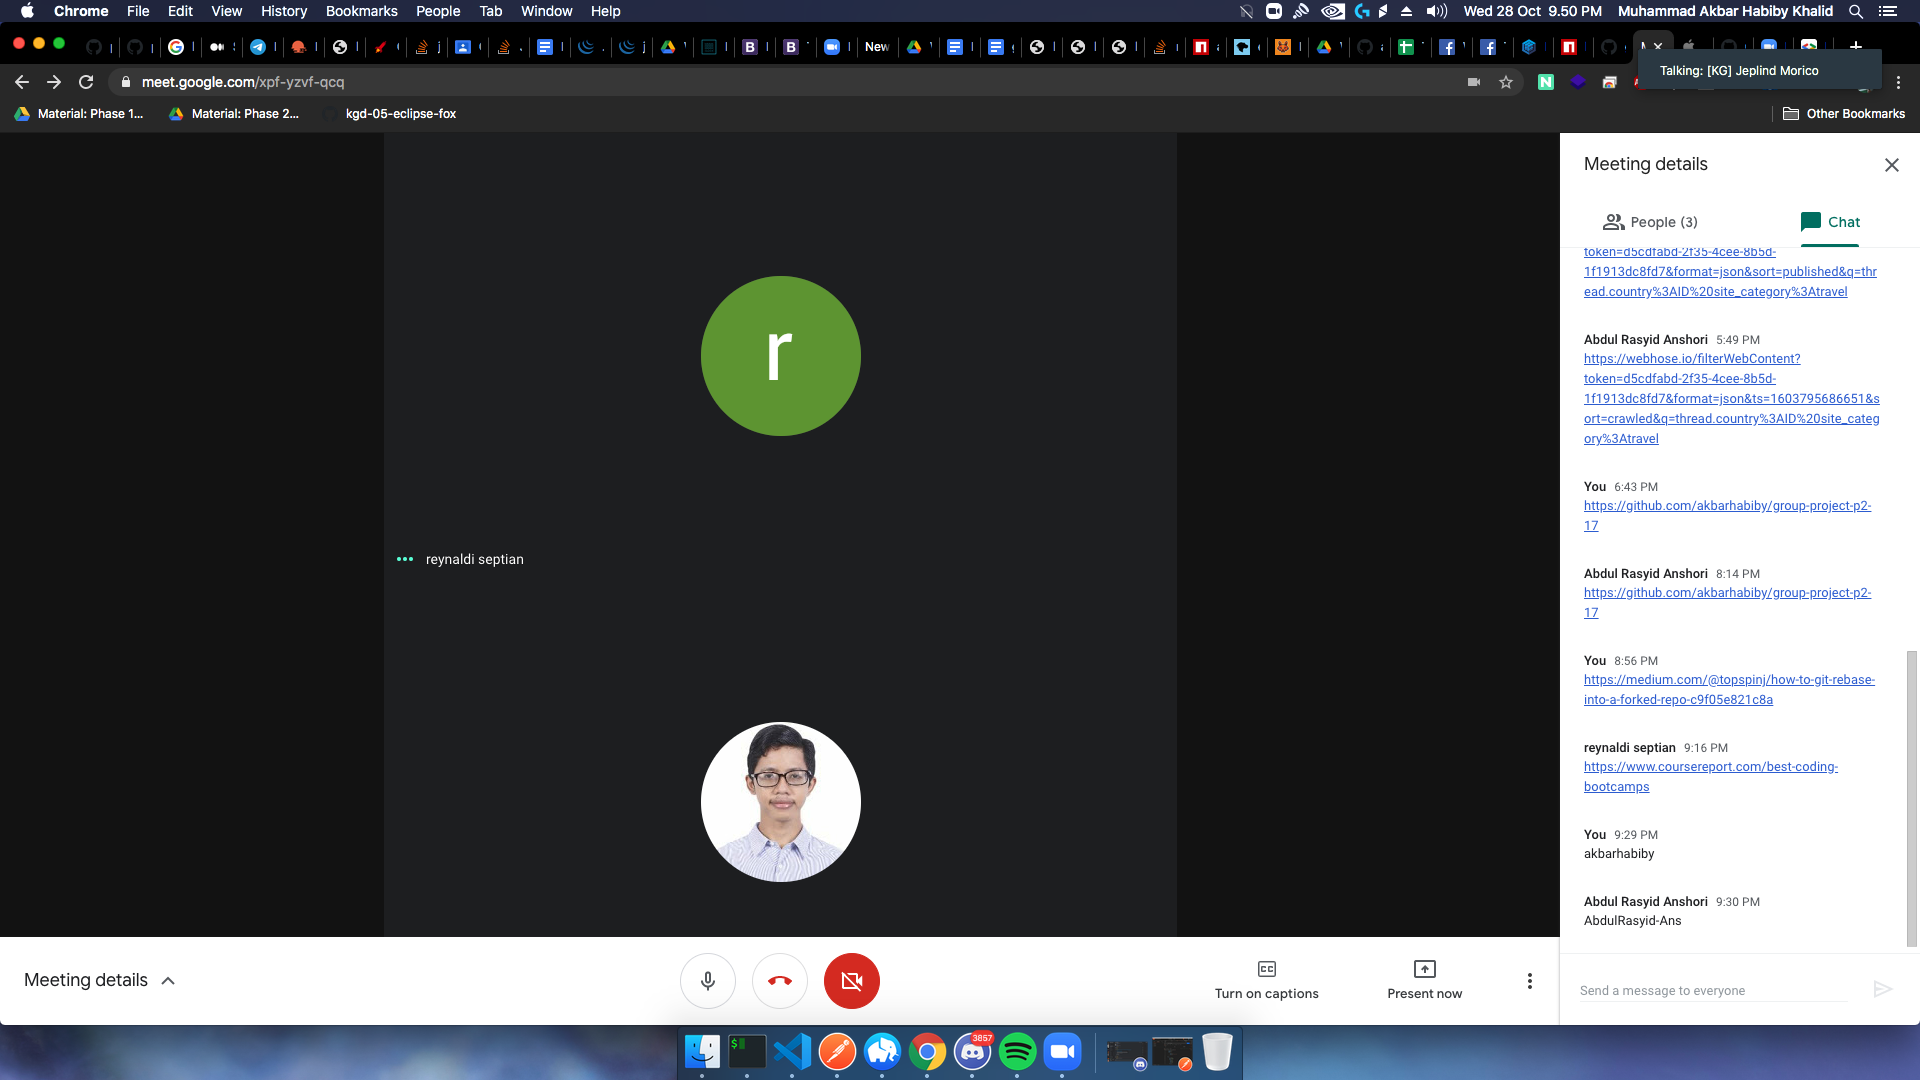 Chrome File Edit View History Bookmarks People Tab Window Help
Wed 28 Oct 9.50 PM Muhammad Akbar Habiby Khalid
New
Talking: [KG] Jeplind Morico
meet.google.com/xpf-yzvf-qcq
Material: Phase 1...
Material: Phase 2...
kgd-05-eclipse-fox
Other Bookmarks
r
reynaldi septian
Meeting details
People (3)
Chat
token=d5cdfabd-2f35-4cee-8b5d-
1f1913dc8fd7&format=json&sort=published&q=thr
ead.country%3AID%20site_category%3Atravel
Abdul Rasyid Anshori 5:49 PM
https://webhose.io/filterWebContent?
token=d5cdfabd-2f35-4cee-8b5d-
1f1913dc8fd7&format=json&ts=1603795686651&s
ort=crawled&q=thread.country%3AID%20site_categ
ory%3Atravel
You 6:43 PM
https://github.com/akbarhabiby/group-project-p2-
17
Abdul Rasyid Anshori 8:14 PM
https://github.com/akbarhabiby/group-project-p2-
17
You 8:56 PM
https://medium.com/@topspinj/how-to-git-rebase-
into-a-forked-repo-c9f05e821c8a
reynaldi septian 9:16 PM
https://www.coursereport.com/best-coding-
bootcamps
You 9:29 PM
akbarhabiby
Abdul Rasyid Anshori 9:30 PM
AbdulRasyid-Ans
Send a message to everyone
Meeting details
Turn on captions
Present now
3657